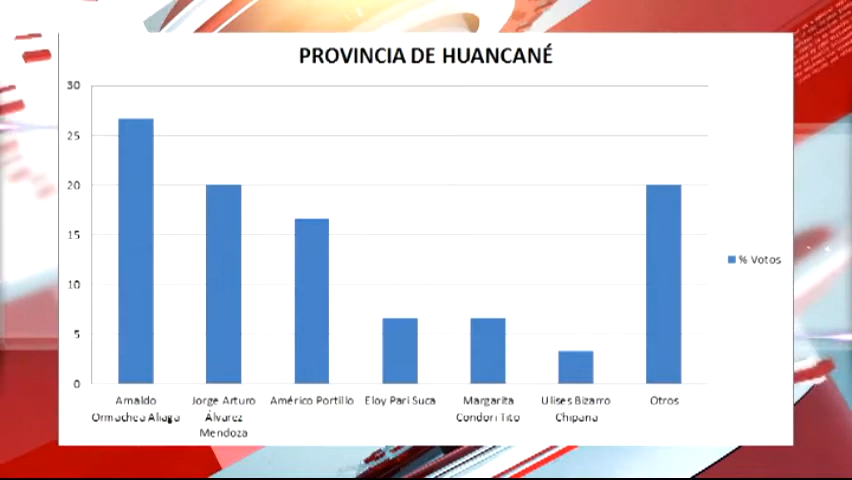 PROVINCIA DE HUANCANÉ
30
25
20
15
10
5
0
Arnaldo
Ormachea Aliaga
Jorge Arturo
Álvarez
Mendoza
Américo Portillo
Eloy Pari Suca
Margarita
Condori Tito
Ulises Bizarro
Chipana
Otros
% Votos